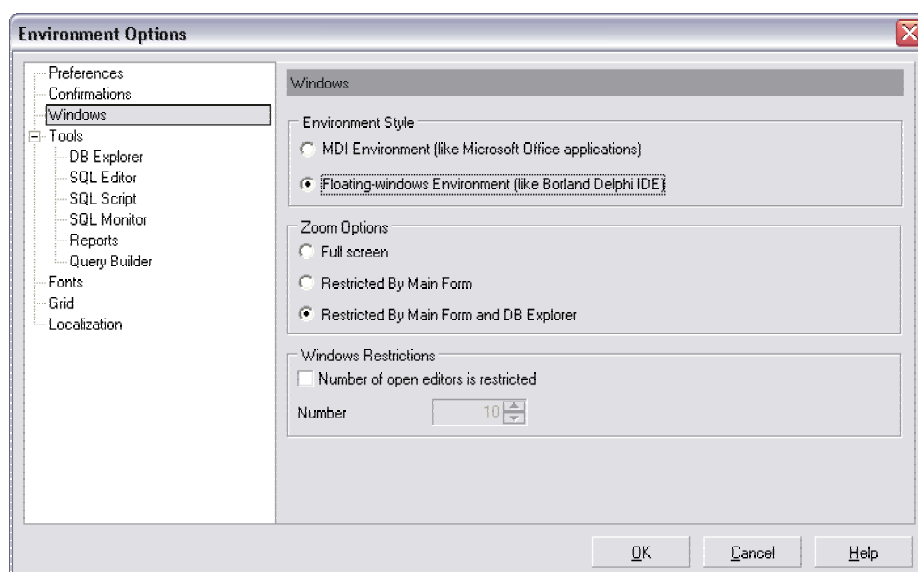 Environment Options
Preferences
Confirmations
Windows
Tools
DB Explorer
SQL Editor
SQL Script
SQL Monitor
Reports
Query Builder
Fonts
Grid
Localization
Windows
Environment Style
MDI Environment (like Microsoft Office applications)
Floating-windows Environment (like Borland Delphi IDE)
Zoom Options
Full screen
Restricted By Main Form
Restricted By Main Form and DB Explorer
Windows Restrictions
Number of open editors is restricted
Number 10
OK Cancel Help